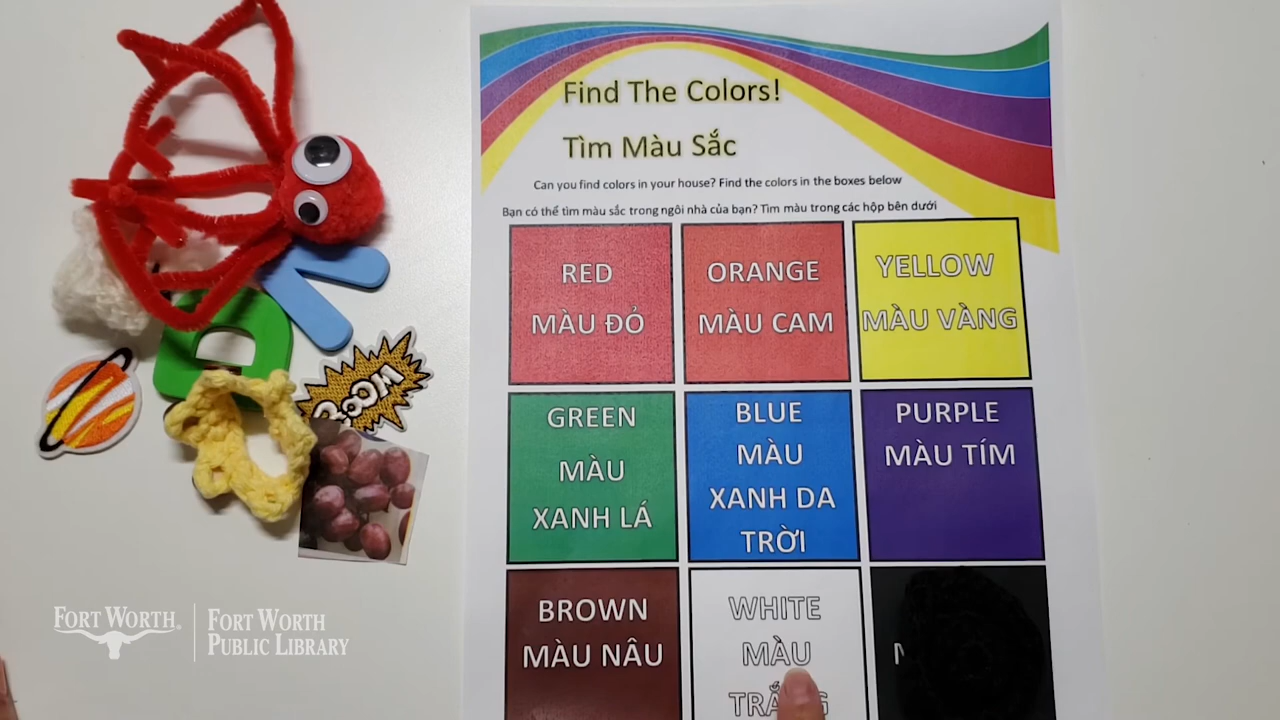 Find The Colors!
Tìm Màu Sắc
Can you find colors in your house? Find the colors in the boxes below
Bạn có thể tìm màu sắc trong ngôi nhà của bạn? Tìm màu trong các hộp bên dưới
RED
MÀU ĐỎ
ORANGE
MÀU CAM
YELLOW
MÀU VÀNG
GREEN
MÀU
XANH LÁ
BLUE
MÀU
XANH DA
TRỜI
PURPLE
MÀU TÍM
BROWN
MÀU NÂU
WHITE
MÀU
BOOM
FORT WORTH®
FORT WORTH
PUBLIC LIBRARY